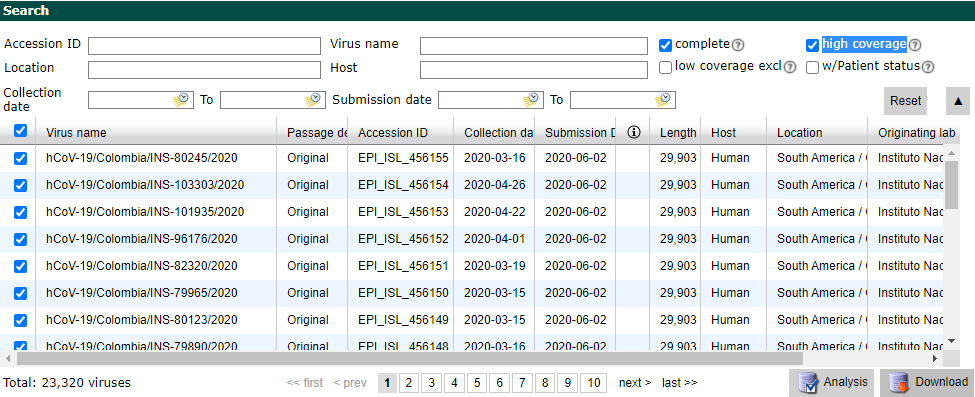 Search
Accession ID Virus name complete high coverage
Location Host low coverage excl w/Patient status
Collection date To Submission date To Reset ▲
Virus name Passage de Accession ID Collection da Submission D Length Host Location Originating lab
hCoV-19/Colombia/INS-80245/2020 Original EPI_ISL_456155 2020-03-16 2020-06-02 29,903 Human South America / C Instituto Nac
hCoV-19/Colombia/INS-103303/2020 Original EPI_ISL_456154 2020-04-26 2020-06-02 29,903 Human South America / C Instituto Nac
hCoV-19/Colombia/INS-101935/2020 Original EPI_ISL_456153 2020-04-22 2020-06-02 29,903 Human South America / C Instituto Nac
hCoV-19/Colombia/INS-96176/2020 Original EPI_ISL_456152 2020-04-01 2020-06-02 29,903 Human South America / C Instituto Nac
hCoV-19/Colombia/INS-82320/2020 Original EPI_ISL_456151 2020-03-19 2020-06-02 29,903 Human South America / C Instituto Nac
hCoV-19/Colombia/INS-79965/2020 Original EPI_ISL_456150 2020-03-15 2020-06-02 29,903 Human South America / C Instituto Nac
hCoV-19/Colombia/INS-80123/2020 Original EPI_ISL_456149 2020-03-15 2020-06-02 29,903 Human South America / C Instituto Nac
hCoV-19/Colombia/INS-79890/2020 Original EPI_ISL_456148 2020-03-16 2020-06-02 29,903 Human South America / C Instituto Nac
Total: 23,320 viruses << first < prev 1 2 3 4 5 6 7 8 9 10 next > last >> Analysis Download